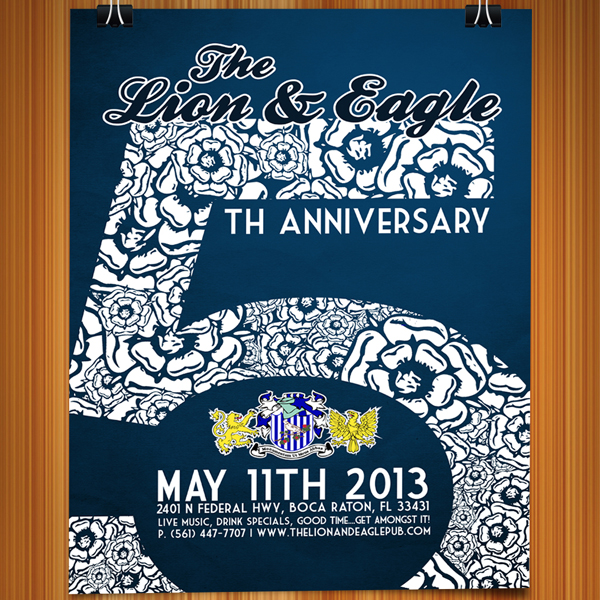 The
Lion & Eagle
5
TH ANNIVERSARY
MAY 11TH 2013
2401 N FEDERAL HWY, BOCA RATON, FL 33431
LIVE MUSIC, DRINK SPECIALS, GOOD TIME...GET AMONGST IT!
P. (561) 447-7707 | WWW.THELIONANDEAGLEPUB.COM